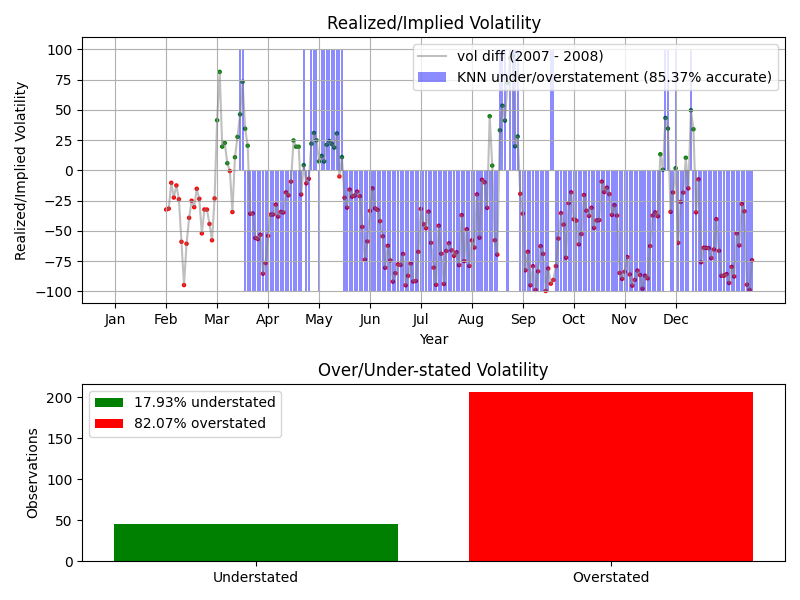 Realized/Implied Volatility
Realized/Implied Volatility
100
75
50
25
0
−25
−50
−75
−100
vol diff (2007 - 2008)
KNN under/overstatement (85.37% accurate)
Jan Feb Mar Apr May Jun Jul Aug Sep Oct Nov Dec
Year
Over/Under-stated Volatility
Observations
200
150
100
50
0
17.93% understated
82.07% overstated
Understated Overstated